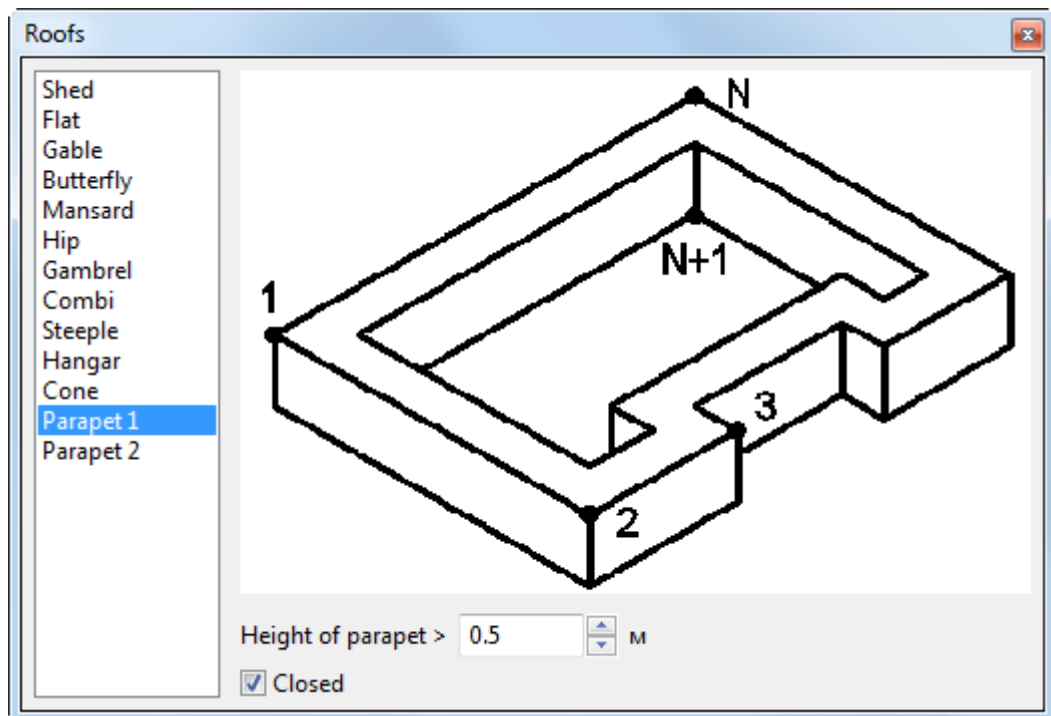 Roofs
Shed
Flat
Gable
Butterfly
Mansard
Hip
Gambrel
Combi
Steeple
Hangar
Cone
Parapet 1
Parapet 2
N
N+1
1
3
2
Height of parapet > 0.5 м
Closed